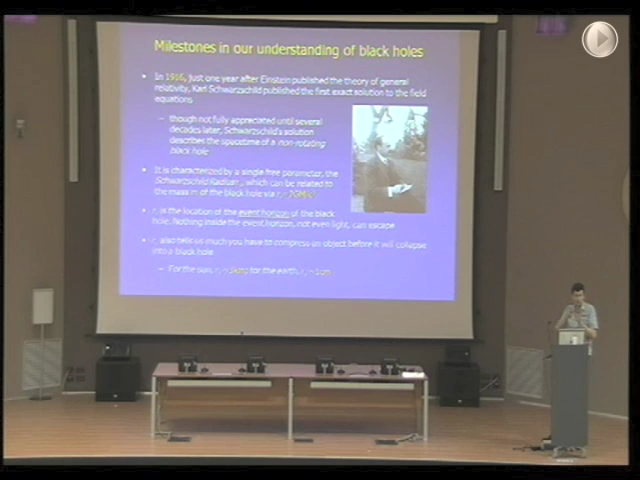 Milestones in our understanding of black holes
In 1916, just one year after Einstein published the theory of general
relativity, Karl Schwarzschild published the first exact solution to the field
equations
– though not fully appreciated until several
decades later, Schwarzschild's solution
describes the spacetime of a non-rotating
black hole
It is characterized by a single free parameter, the
Schwarzschild Radius r, which can be related to
the mass m of the black hole via r
r is the location of the event horizon of the black
hole. Nothing inside the event horizon, not even light, can escape
r also tells us much you have to compress an object before it will collapse
into a black hole
– For the sun, r ~ 3km; for the earth, r ~ 1cm